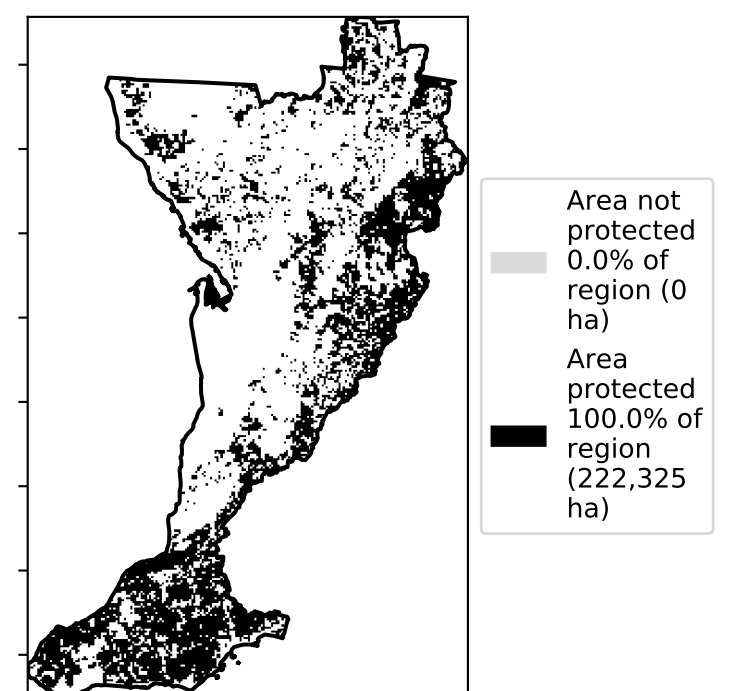 Area not
protected
0.0% of
region (0
ha)
Area
protected
100.0% of
region
(222,325
ha)